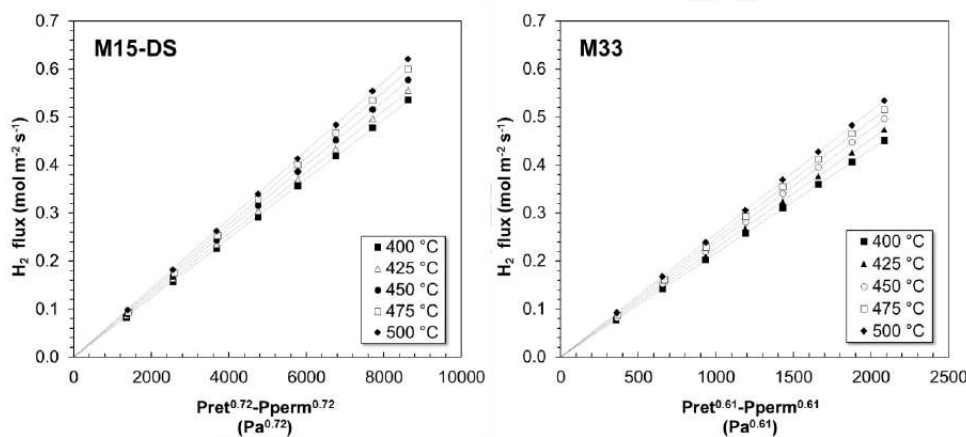 M15-DS
H₂ flux (mol m⁻² s⁻¹)
0.7
0.6
0.5
0.4
0.3
0.2
0.1
0.0
0 2000 4000 6000 8000 10000
400 °C
425 °C
450 °C
475 °C
500 °C
Pret⁰·⁷²-Pperm⁰·⁷²
(Pa⁰·⁷²)
M33
H₂ flux (mol m⁻² s⁻¹)
0.7
0.6
0.5
0.4
0.3
0.2
0.1
0.0
0 500 1000 1500 2000 2500
400 °C
425 °C
450 °C
475 °C
500 °C
Pret⁰·⁶¹-Pperm⁰·⁶¹
(Pa⁰·⁶¹)